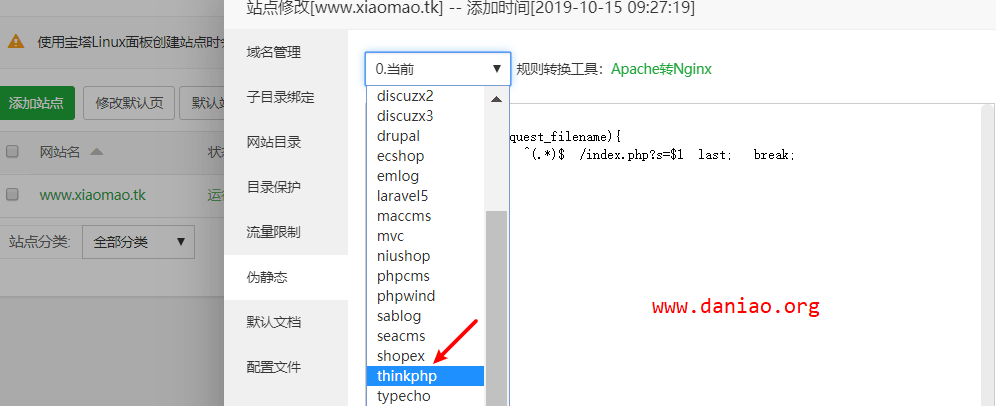 站点修改[www.xiaomao.tk] -- 添加时间[2019-10-15 09:27:19]
使用宝塔Linux面板创建站点时
添加站点
修改默认页
默认
网站名
状
www.xiaomao.tk
运
站点分类:
全部分类
域名管理
子目录绑定
网站目录
目录保护
流量限制
伪静态
默认文档
配置文件
0.当前
规则转换工具：Apache转Nginx
discuzx2
discuzx3
drupal
ecshop
emlog
laravel5
maccms
mvc
niushop
phpcms
phpwind
sablog
seacms
shopex
thinkphp
typecho
quest_filename){
^(.*)$ /index.php?s=$1 last; break;
www.daniao.org